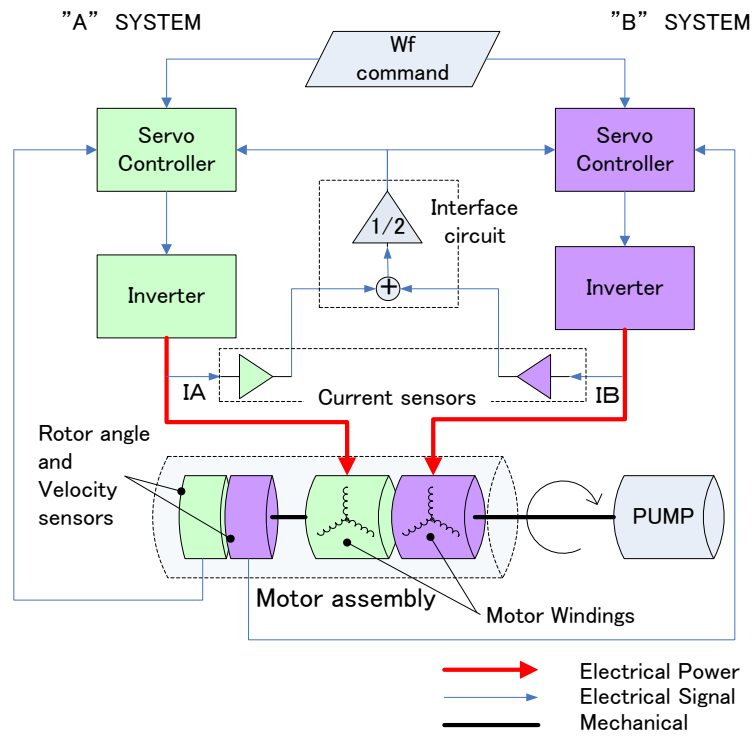 "A" SYSTEM
"B" SYSTEM
Wf
command
Servo
Controller
Servo
Controller
1/2
Interface
circuit
+
Inverter
Inverter
IA
Current sensors
IB
Rotor angle
and
Velocity
sensors
PUMP
Motor assembly
Motor Windings
Electrical Power
Electrical Signal
Mechanical